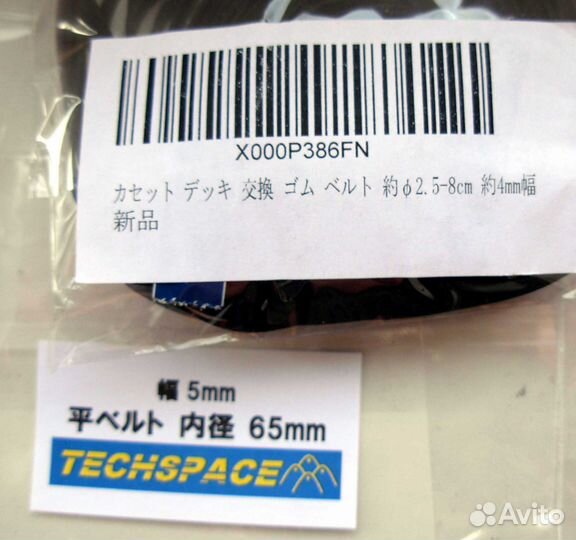 X000P386FN
カセット デッキ 交換 ゴム ベルト 約φ2.5-8cm 約4mm幅
新品
幅 5mm
平ベルト 内径 65mm
TECHSPACE
Avito